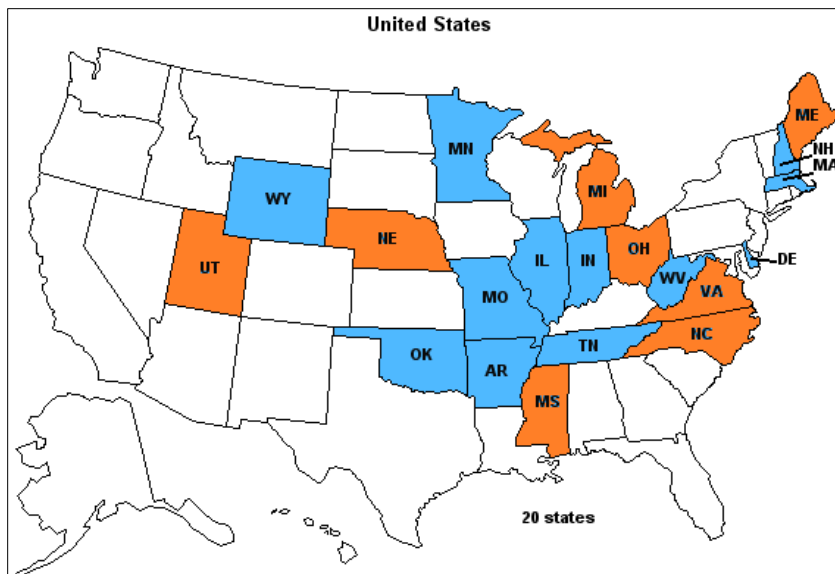 United States
ME
MN
NH
MA
MI
WY
NE
OH
UT
IL
IN
DE
WV
MO
VA
NC
TN
OK
AR
MS
20 states